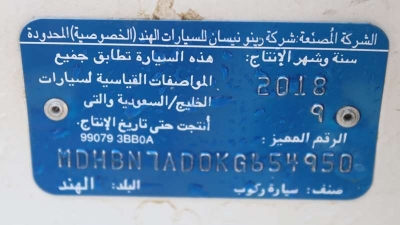 الشركة المصنعة: شركة رينو نيسان للسيارات الهند (الخصوصية) المحدودة
سنة وشهر الإنتاج:
2018
9
هذه السيارة تطابق جميع
المواصفات القياسية لسيارات
الخليج/السعودية والتى
أنتجت حتى تاريخ الإنتاج:
الرقم المميز:
99079 3BB0A
MDHBN7AD0KG654950
صنف: سيارة ركوب
البلد: الهند